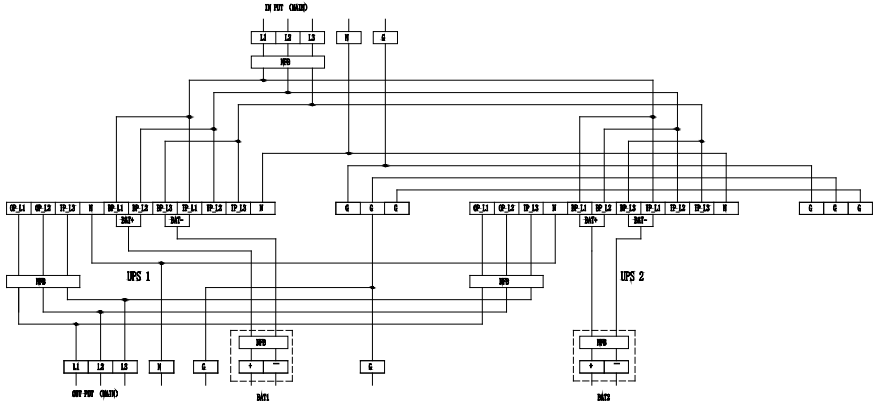 IN PUT (MAIN)
L1 L2 L3 N G
NFB
OP_L1 OP_L2 IP_L3 N BP_L1 BP_L2 BP_L3 IP_L1 IP_L2 IP_L3 N G G G OP_L1 OP_L2 IP_L3 N BP_L1 BP_L2 BP_L3 IP_L1 IP_L2 IP_L3 N G G G
BAT+ BAT- BAT+ BAT-
UPS 1 UPS 2
NFB NFB
NFB NFB
L1 L2 L3 N G + — G + —
OUT PUT (MAIN) BAT1 BAT2